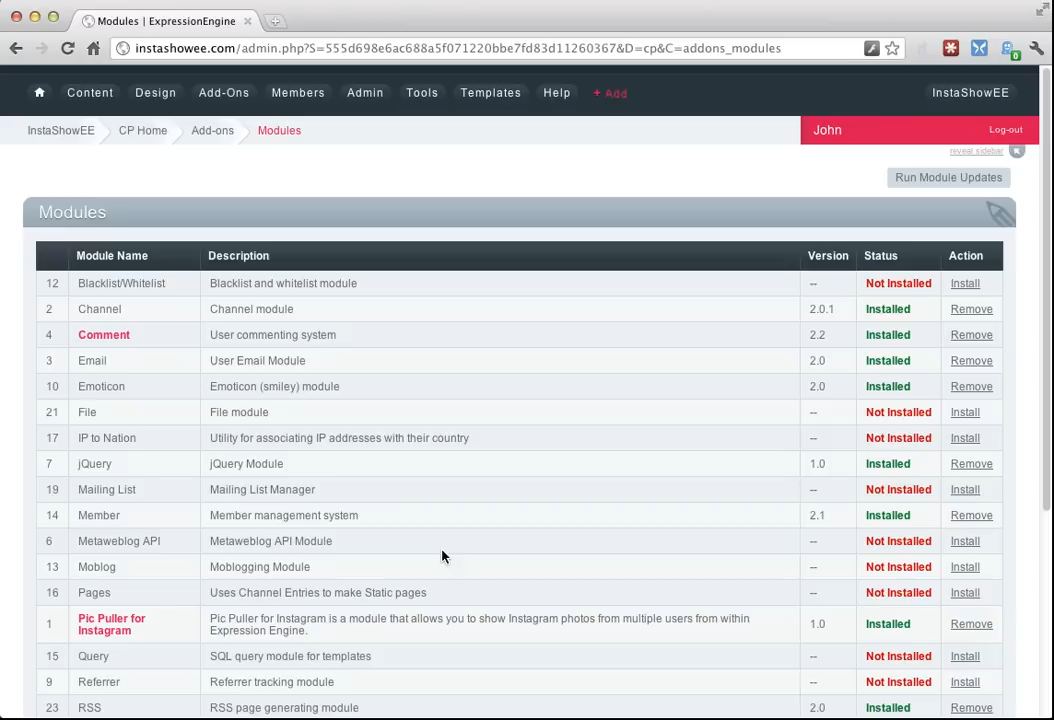 Modules | ExpressionEngine
instashowee.com/admin.php?S=555d698e6ac688a5f071220bbe7fd83d11260367&D=cp&C=addons_modules
0
Content Design Add-Ons Members Admin Tools Templates Help + Add InstaShowEE
InstaShowEE CP Home Add-ons Modules John Log-out
reveal sidebar
Run Module Updates
Modules
Module Name Description Version Status Action
12 Blacklist/Whitelist Blacklist and whitelist module -- Not Installed Install
2 Channel Channel module 2.0.1 Installed Remove
4 Comment User commenting system 2.2 Installed Remove
3 Email User Email Module 2.0 Installed Remove
10 Emoticon Emoticon (smiley) module 2.0 Installed Remove
21 File File module -- Not Installed Install
17 IP to Nation Utility for associating IP addresses with their country -- Not Installed Install
7 jQuery jQuery Module 1.0 Installed Remove
19 Mailing List Mailing List Manager -- Not Installed Install
14 Member Member management system 2.1 Installed Remove
6 Metaweblog API Metaweblog API Module -- Not Installed Install
13 Moblog Moblogging Module -- Not Installed Install
16 Pages Uses Channel Entries to make Static pages -- Not Installed Install
1 Pic Puller for Instagram Pic Puller for Instagram is a module that allows you to show Instagram photos from multiple users from within
Expression Engine. 1.0 Installed Remove
15 Query SQL query module for templates -- Not Installed Install
9 Referrer Referrer tracking module -- Not Installed Install
23 RSS RSS page generating module 2.0 Installed Remove